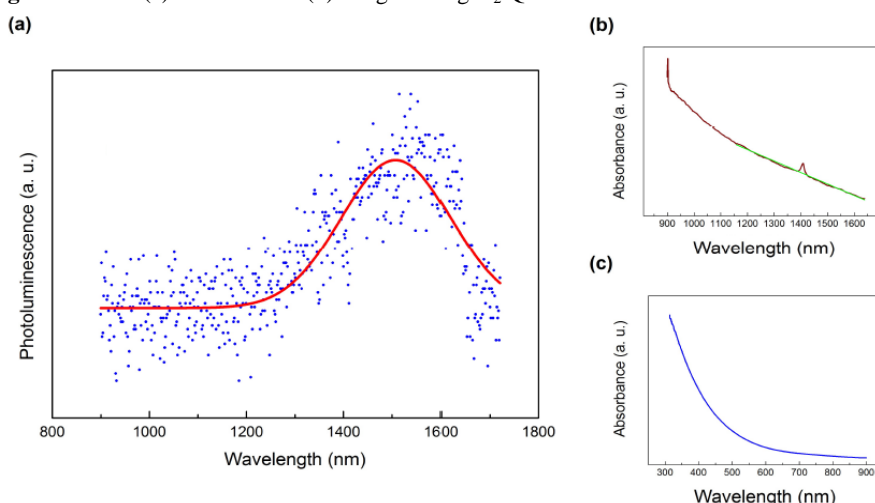 (a)
Photoluminescence (a. u.)
800 1000 1200 1400 1600 1800
Wavelength (nm)
(b)
Absorbance (a. u.)
900 1000 1100 1200 1300 1400 1500 1600
Wavelength (nm)
(c)
Absorbance (a. u.)
300 400 500 600 700 800 900
Wavelength (nm)